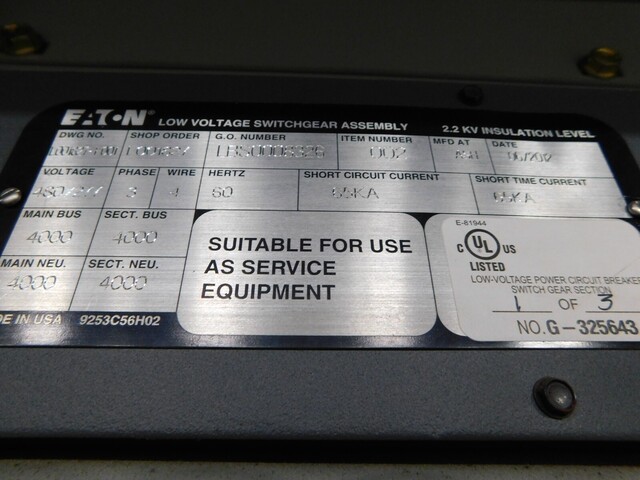 EATON LOW VOLTAGE SWITCHGEAR ASSEMBLY 2.2 KV INSULATION LEVEL
DWG NO. SHOP ORDER G.O. NUMBER ITEM NUMBER MFD AT DATE
002
VOLTAGE PHASE WIRE HERTZ SHORT CIRCUIT CURRENT SHORT TIME CURRENT
3 4 60 65KA 65KA
MAIN BUS SECT. BUS
4000 4000
MAIN NEU. SECT. NEU.
4000 4000
SUITABLE FOR USE
AS SERVICE
EQUIPMENT
E-81944
C UL US
LISTED
LOW-VOLTAGE POWER CIRCUIT BREAKER
SWITCH GEAR SECTION
1 OF 3
NO. G-325643
DE IN USA 9253C56H02